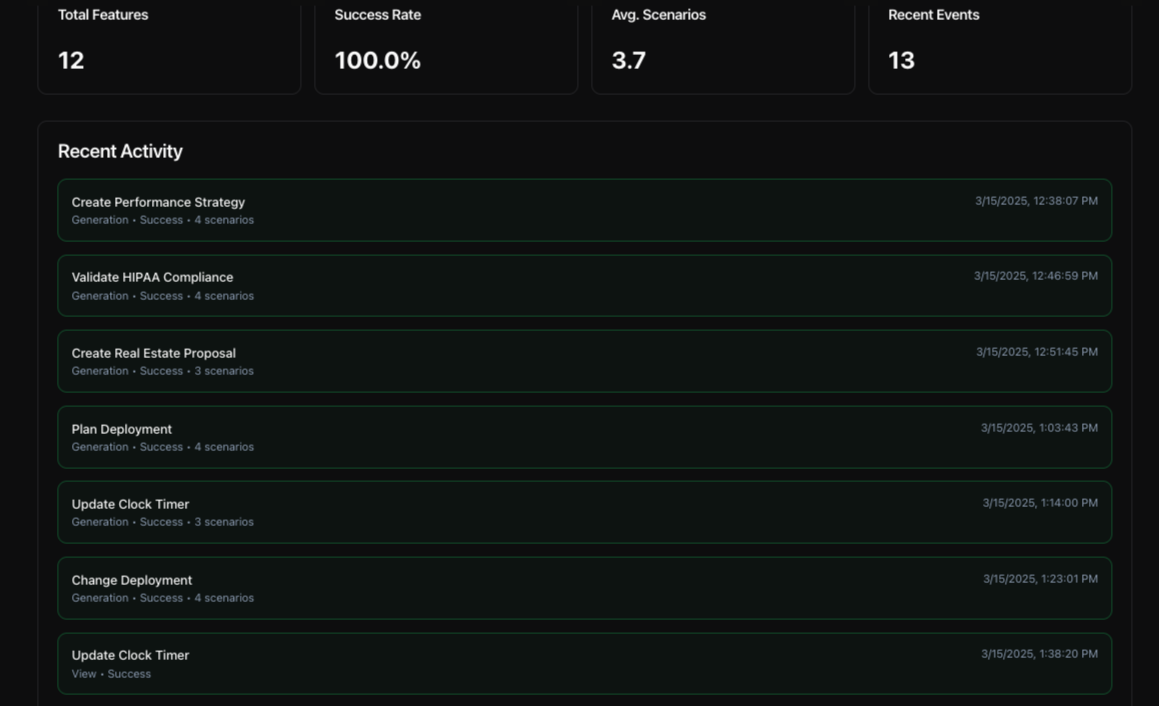 Total Features
12
Success Rate
100.0%
Avg. Scenarios
3.7
Recent Events
13
Recent Activity
Create Performance Strategy
3/15/2025, 12:38:07 PM
Generation • Success • 4 scenarios
Validate HIPAA Compliance
3/15/2025, 12:46:59 PM
Generation • Success • 4 scenarios
Create Real Estate Proposal
3/15/2025, 12:51:45 PM
Generation • Success • 3 scenarios
Plan Deployment
3/15/2025, 1:03:43 PM
Generation • Success • 4 scenarios
Update Clock Timer
3/15/2025, 1:14:00 PM
Generation • Success • 3 scenarios
Change Deployment
3/15/2025, 1:23:01 PM
Generation • Success • 4 scenarios
Update Clock Timer
3/15/2025, 1:38:20 PM
View • Success